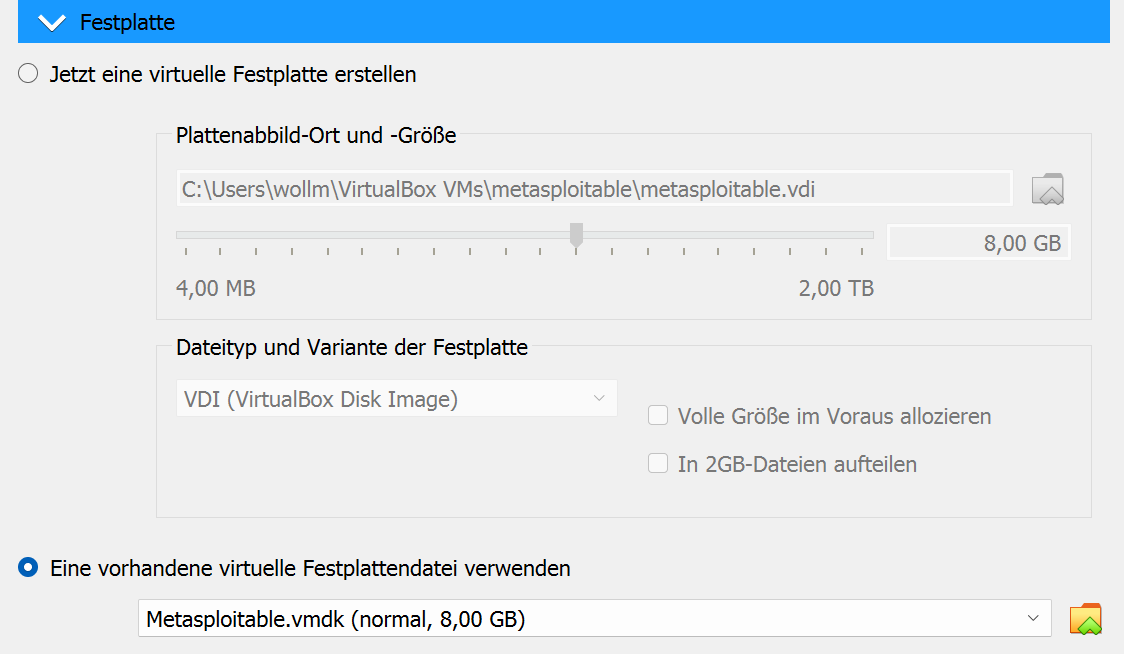 Festplatte
Jetzt eine virtuelle Festplatte erstellen
Plattenabbild-Ort und -Größe
C:\Users\wollm\VirtualBox VMs\metasploitable\metasploitable.vdi
8,00 GB
4,00 MB 2,00 TB
Dateityp und Variante der Festplatte
VDI (VirtualBox Disk Image)
Volle Größe im Voraus allozieren
In 2GB-Dateien aufteilen
Eine vorhandene virtuelle Festplattendatei verwenden
Metasploitable.vmdk (normal, 8,00 GB)